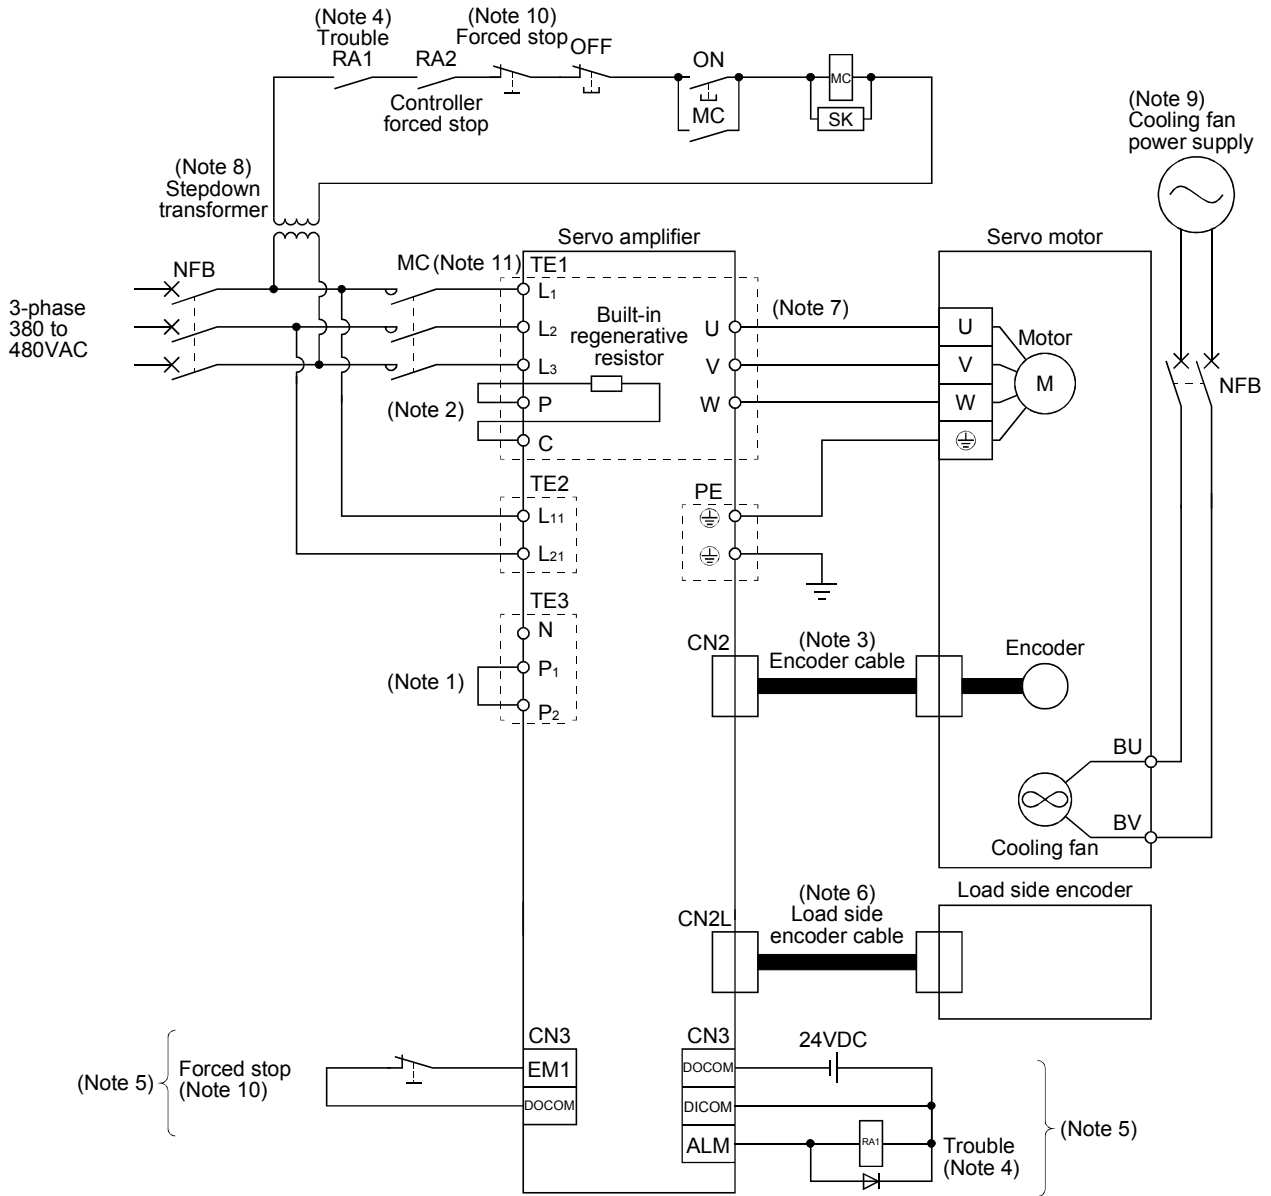 (Note 4)
Trouble
RA1
RA2
Controller
forced stop
(Note 10)
Forced stop
OFF
ON
MC
MC
SK
(Note 9)
Cooling fan
power supply
(Note 8)
Stepdown
transformer
NFB
3-phase
380 to
480VAC
MC (Note 11)
Servo amplifier
TE1
L1
L2
L3
P
C
Built-in
regenerative
resistor
(Note 2)
U
V
W
(Note 7)
Servo motor
U
V
W
Motor
M
NFB
TE2
L11
L21
PE
TE3
N
P1
P2
(Note 1)
CN2
(Note 3)
Encoder cable
Encoder
BU
BV
Cooling fan
CN2L
(Note 6)
Load side
encoder cable
Load side encoder
(Note 5)
Forced stop
(Note 10)
CN3
EM1
DOCOM
CN3
DOCOM
DICOM
ALM
24VDC
RA1
Trouble
(Note 4)
(Note 5)